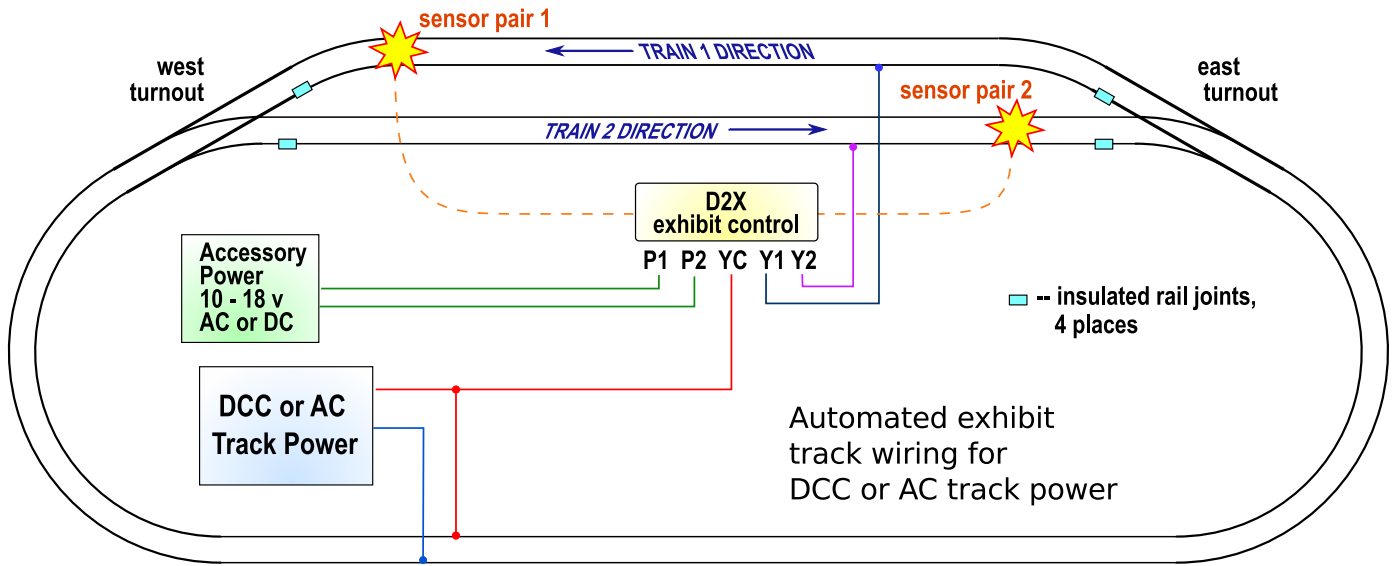 sensor pair 1
TRAIN 1 DIRECTION
west
turnout
east
turnout
sensor pair 2
TRAIN 2 DIRECTION
D2X
exhibit control
P1 P2 YC Y1 Y2
Accessory
Power
10 - 18 v
AC or DC
-- insulated rail joints,
4 places
DCC or AC
Track Power
Automated exhibit
track wiring for
DCC or AC track power